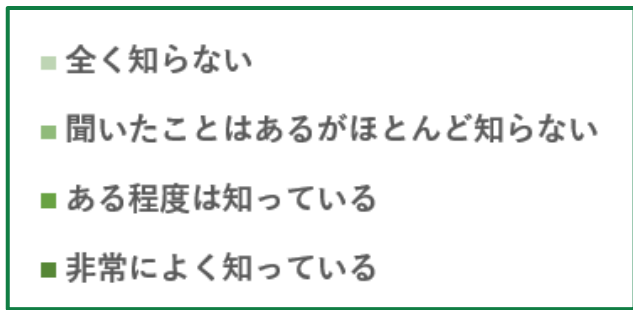 全く知らない
聞いたことはあるがほとんど知らない
ある程度は知っている
非常によく知っている